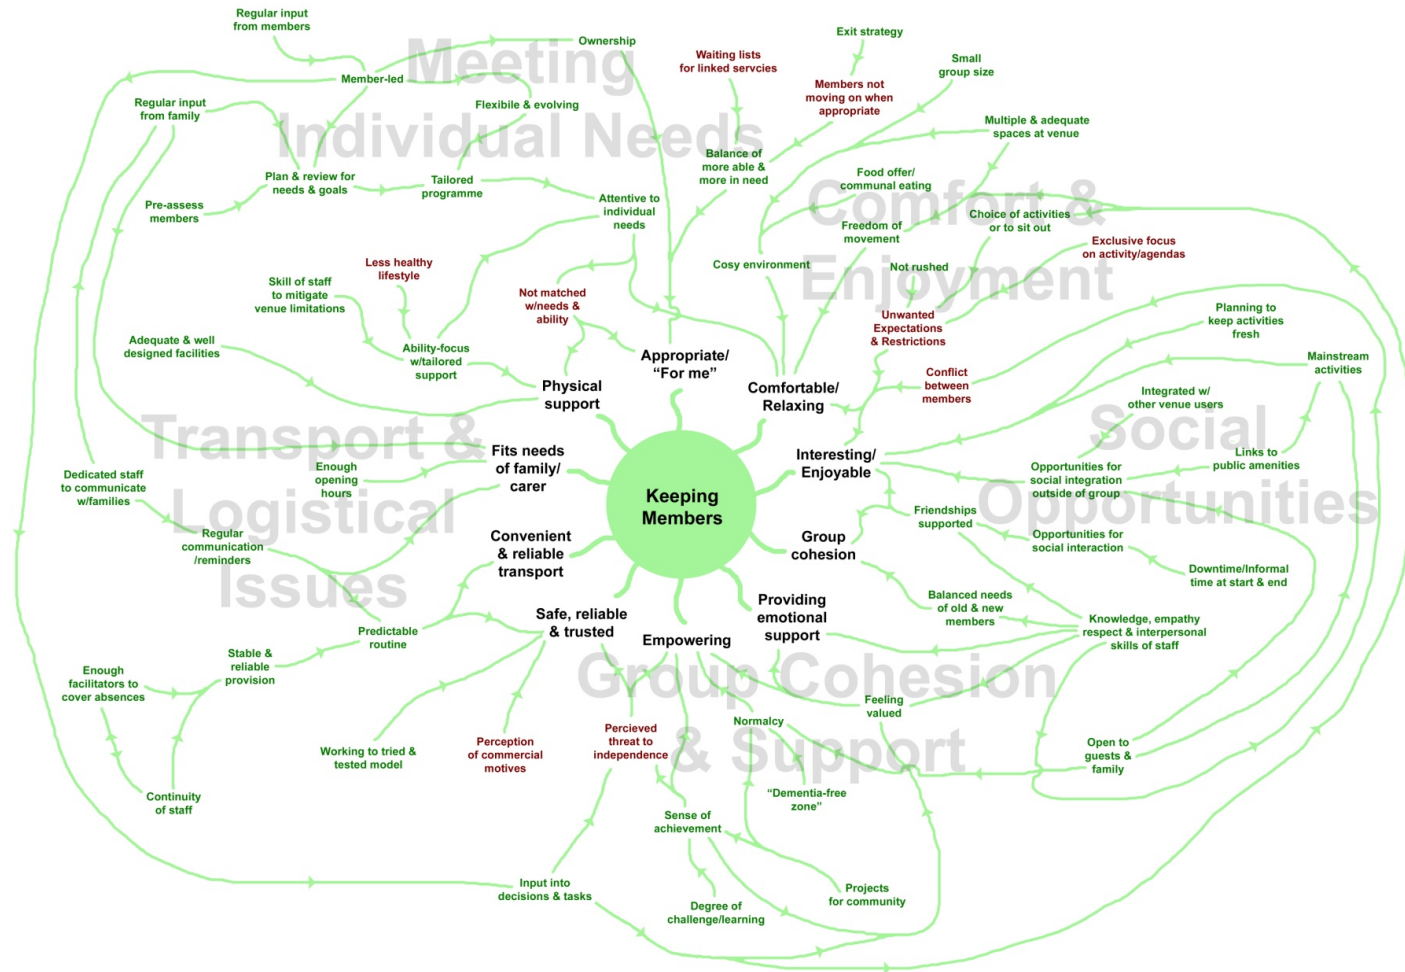 Regular input
from members
Ownership
Member-led
Meeting
Individual Needs
Regular input
from family
Flexibile & evolving
Plan & review for
needs & goals
Tailored
programme
Pre-assess
members
Attentive to
individual
needs
Waiting lists
for linked servcies
Exit strategy
Members not
moving on when
appropriate
Small
group size
Multiple & adequate
spaces at venue
Balance of
more able &
more in need
Food offer/
communal eating
Comfort &
Enjoyment
Choice of activities
or to sit out
Freedom of
movement
Exclusive focus
on activity/agendas
Cosy environment
Not rushed
Less healthy
lifestyle
Skill of staff
to mitigate
venue limitations
Not matched
w/needs &
ability
Unwanted
Expectations
& Restrictions
Planning to
keep activities
fresh
Adequate & well
designed facilities
Ability-focus
w/tailored
support
Physical
support
Appropriate/
“For me”
Comfortable/
Relaxing
Conflict
between
members
Mainstream
activities
Integrated w/
other venue users
Transport &
Logistical
Issues
Social
Opportunities
Fits needs
of family/
carer
Interesting/
Enjoyable
Enough
opening
hours
Dedicated staff
to communicate
w/families
Opportunities for
social integration
outside of group
Links to
public amenities
Keeping
Members
Friendships
supported
Regular
communication
/reminders
Convenient
& reliable
transport
Group
cohesion
Opportunities for
social interaction
Downtime/Informal
time at start & end
Safe, reliable
& trusted
Empowering
Providing
emotional
support
Balanced needs
of old & new
members
Knowledge, empathy
respect & interpersonal
skills of staff
Predictable
routine
Stable &
reliable
provision
Enough
facilitators to
cover absences
Group Cohesion
& Support
Feeling
valued
Normalcy
Working to tried &
tested model
Perception
of commercial
motives
Percieved
threat to
independence
Open to
guests &
family
“Dementia-free
zone”
Continuity
of staff
Sense of
achievement
Input into
decisions & tasks
Degree of
challenge/learning
Projects
for community